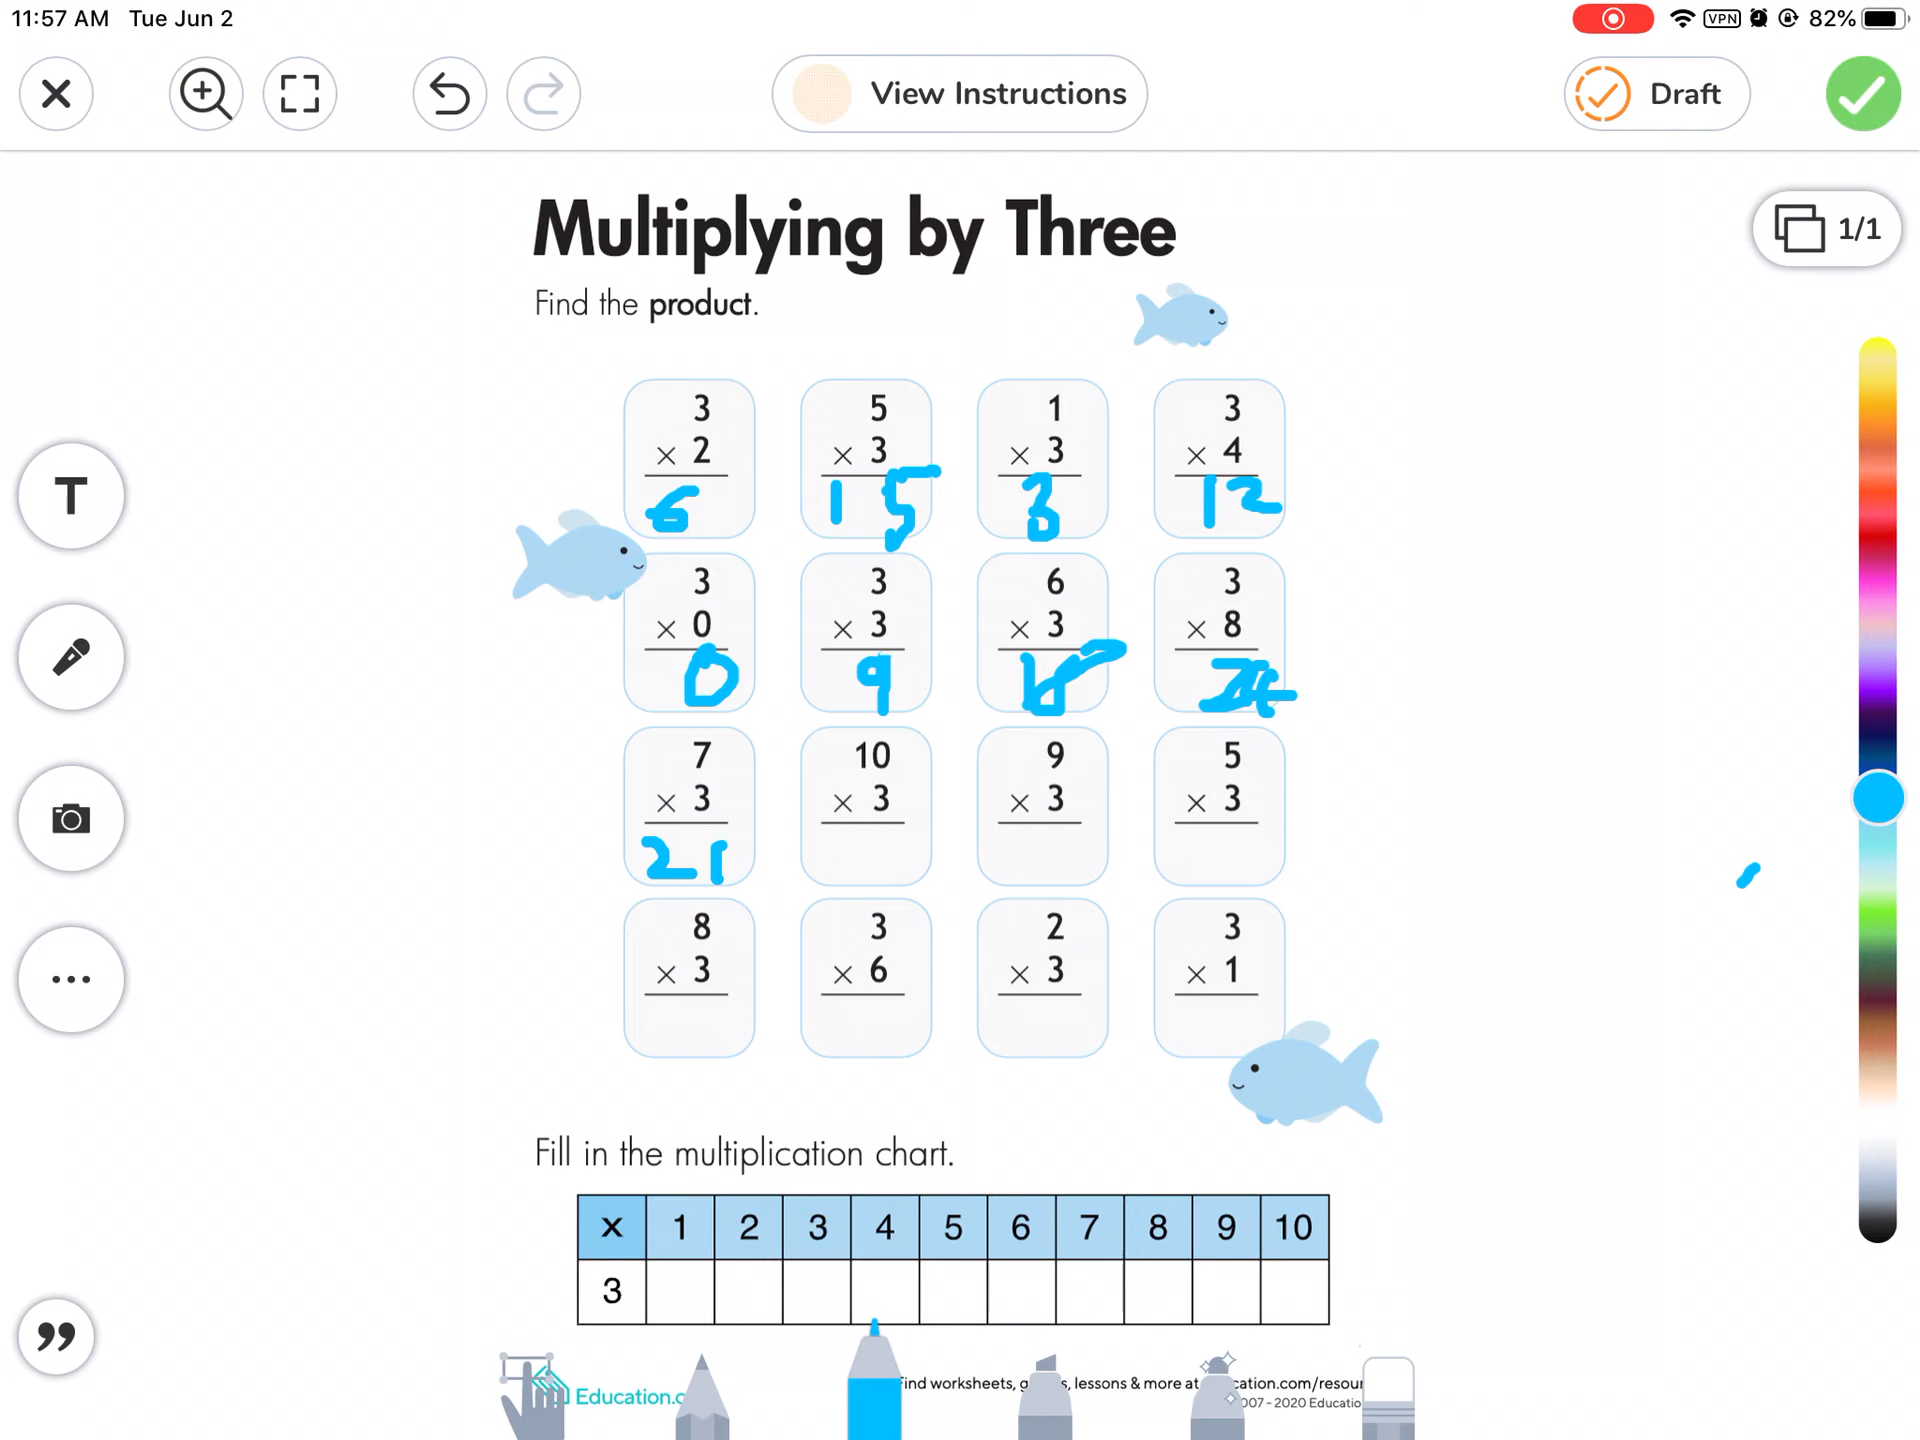 11:57 AM Tue Jun 2 VPN 82%
View Instructions Draft
1/1
Multiplying by Three
Find the product.
3 5 1 3
× 2 × 3 × 3 × 4
6 15 3 12
3 3 6 3
× 0 × 3 × 3 × 8
0 9 18 24
7 10 9 5
× 3 × 3 × 3 × 3
21
8 3 2 3
× 3 × 6 × 3 × 1
Fill in the multiplication chart.
x 1 2 3 4 5 6 7 8 9 10
3
T
Education.c
Find worksheets, g s, lessons & more at cation.com/resour
007 - 2020 Educatio